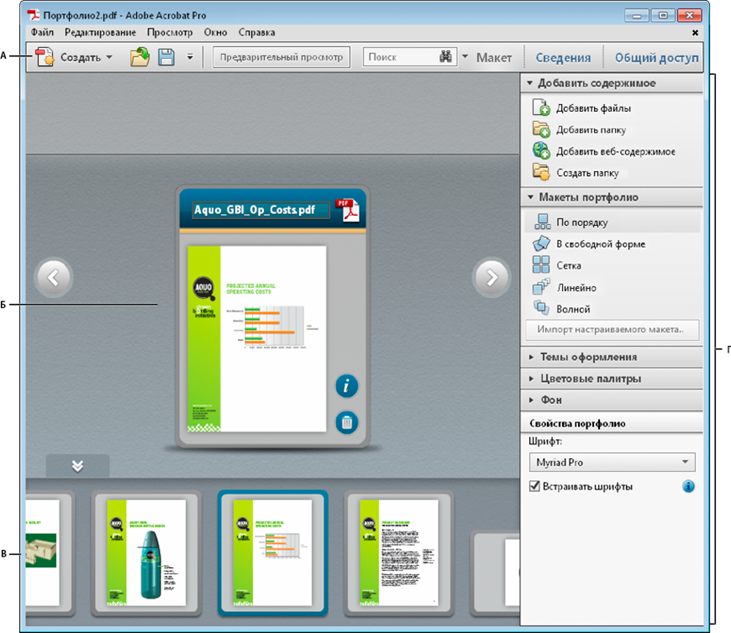 Портфолио2.pdf - Adobe Acrobat Pro
Файл Редактирование Просмотр Окно Справка
А
Создать
Предварительный просмотр
Поиск
Макет
Сведения
Общий доступ
Добавить содержимое
Добавить файлы
Добавить папку
Добавить веб-содержимое
Создать папку
Макеты портфолио
По порядку
В свободной форме
Сетка
Линейно
Волной
Импорт настраиваемого макета..
Темы оформления
Цветовые палитры
Фон
Свойства портфолио
Шрифт:
Myriad Pro
Встраивать шрифты
Aquo_GBI_Op_Costs.pdf
PDF
AQUO
PROJECTED ANNUAL
OPERATING COSTS
Б
В
Г